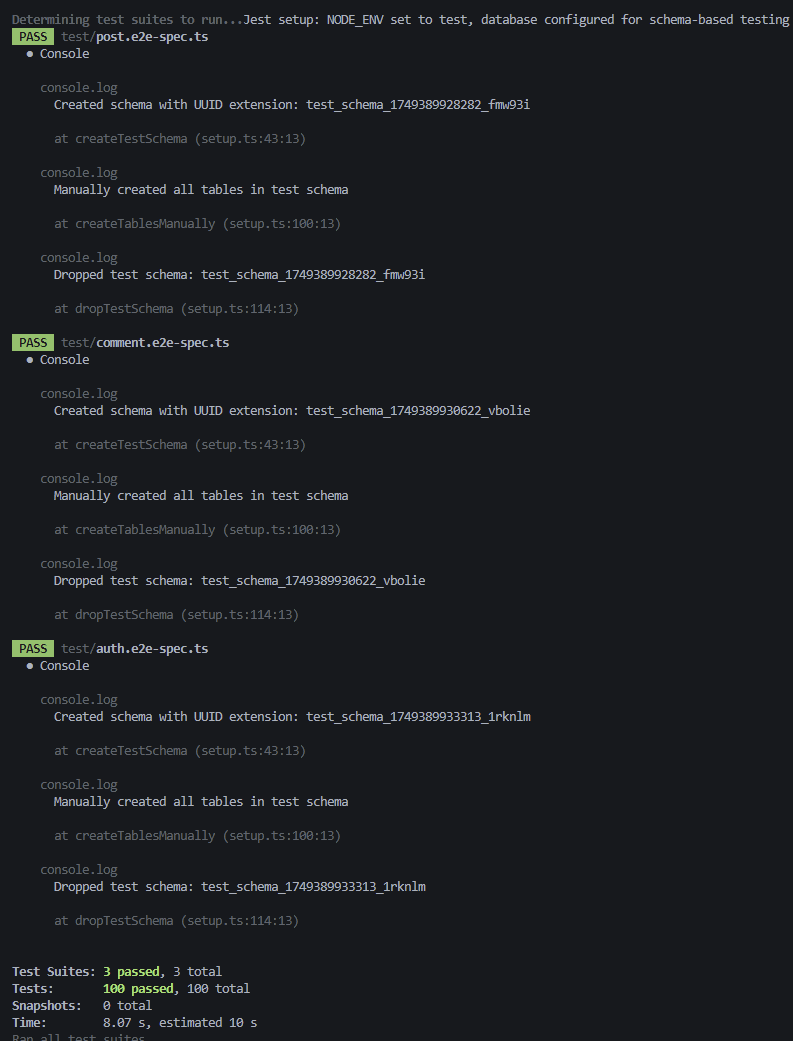 Determining test suites to run...Jest setup: NODE_ENV set to test, database configured for schema-based testing
PASS test/post.e2e-spec.ts
● Console
console.log
Created schema with UUID extension: test_schema_1749389928282_fmw93i
at createTestSchema (setup.ts:43:13)
console.log
Manually created all tables in test schema
at createTablesManually (setup.ts:100:13)
console.log
Dropped test schema: test_schema_1749389928282_fmw93i
at dropTestSchema (setup.ts:114:13)
PASS test/comment.e2e-spec.ts
● Console
console.log
Created schema with UUID extension: test_schema_1749389930622_vbolie
at createTestSchema (setup.ts:43:13)
console.log
Manually created all tables in test schema
at createTablesManually (setup.ts:100:13)
console.log
Dropped test schema: test_schema_1749389930622_vbolie
at dropTestSchema (setup.ts:114:13)
PASS test/auth.e2e-spec.ts
● Console
console.log
Created schema with UUID extension: test_schema_1749389933313_1rknlm
at createTestSchema (setup.ts:43:13)
console.log
Manually created all tables in test schema
at createTablesManually (setup.ts:100:13)
console.log
Dropped test schema: test_schema_1749389933313_1rknlm
at dropTestSchema (setup.ts:114:13)
Test Suites: 3 passed, 3 total
Tests: 100 passed, 100 total
Snapshots: 0 total
Time: 8.07 s, estimated 10 s
Ran all test suites.